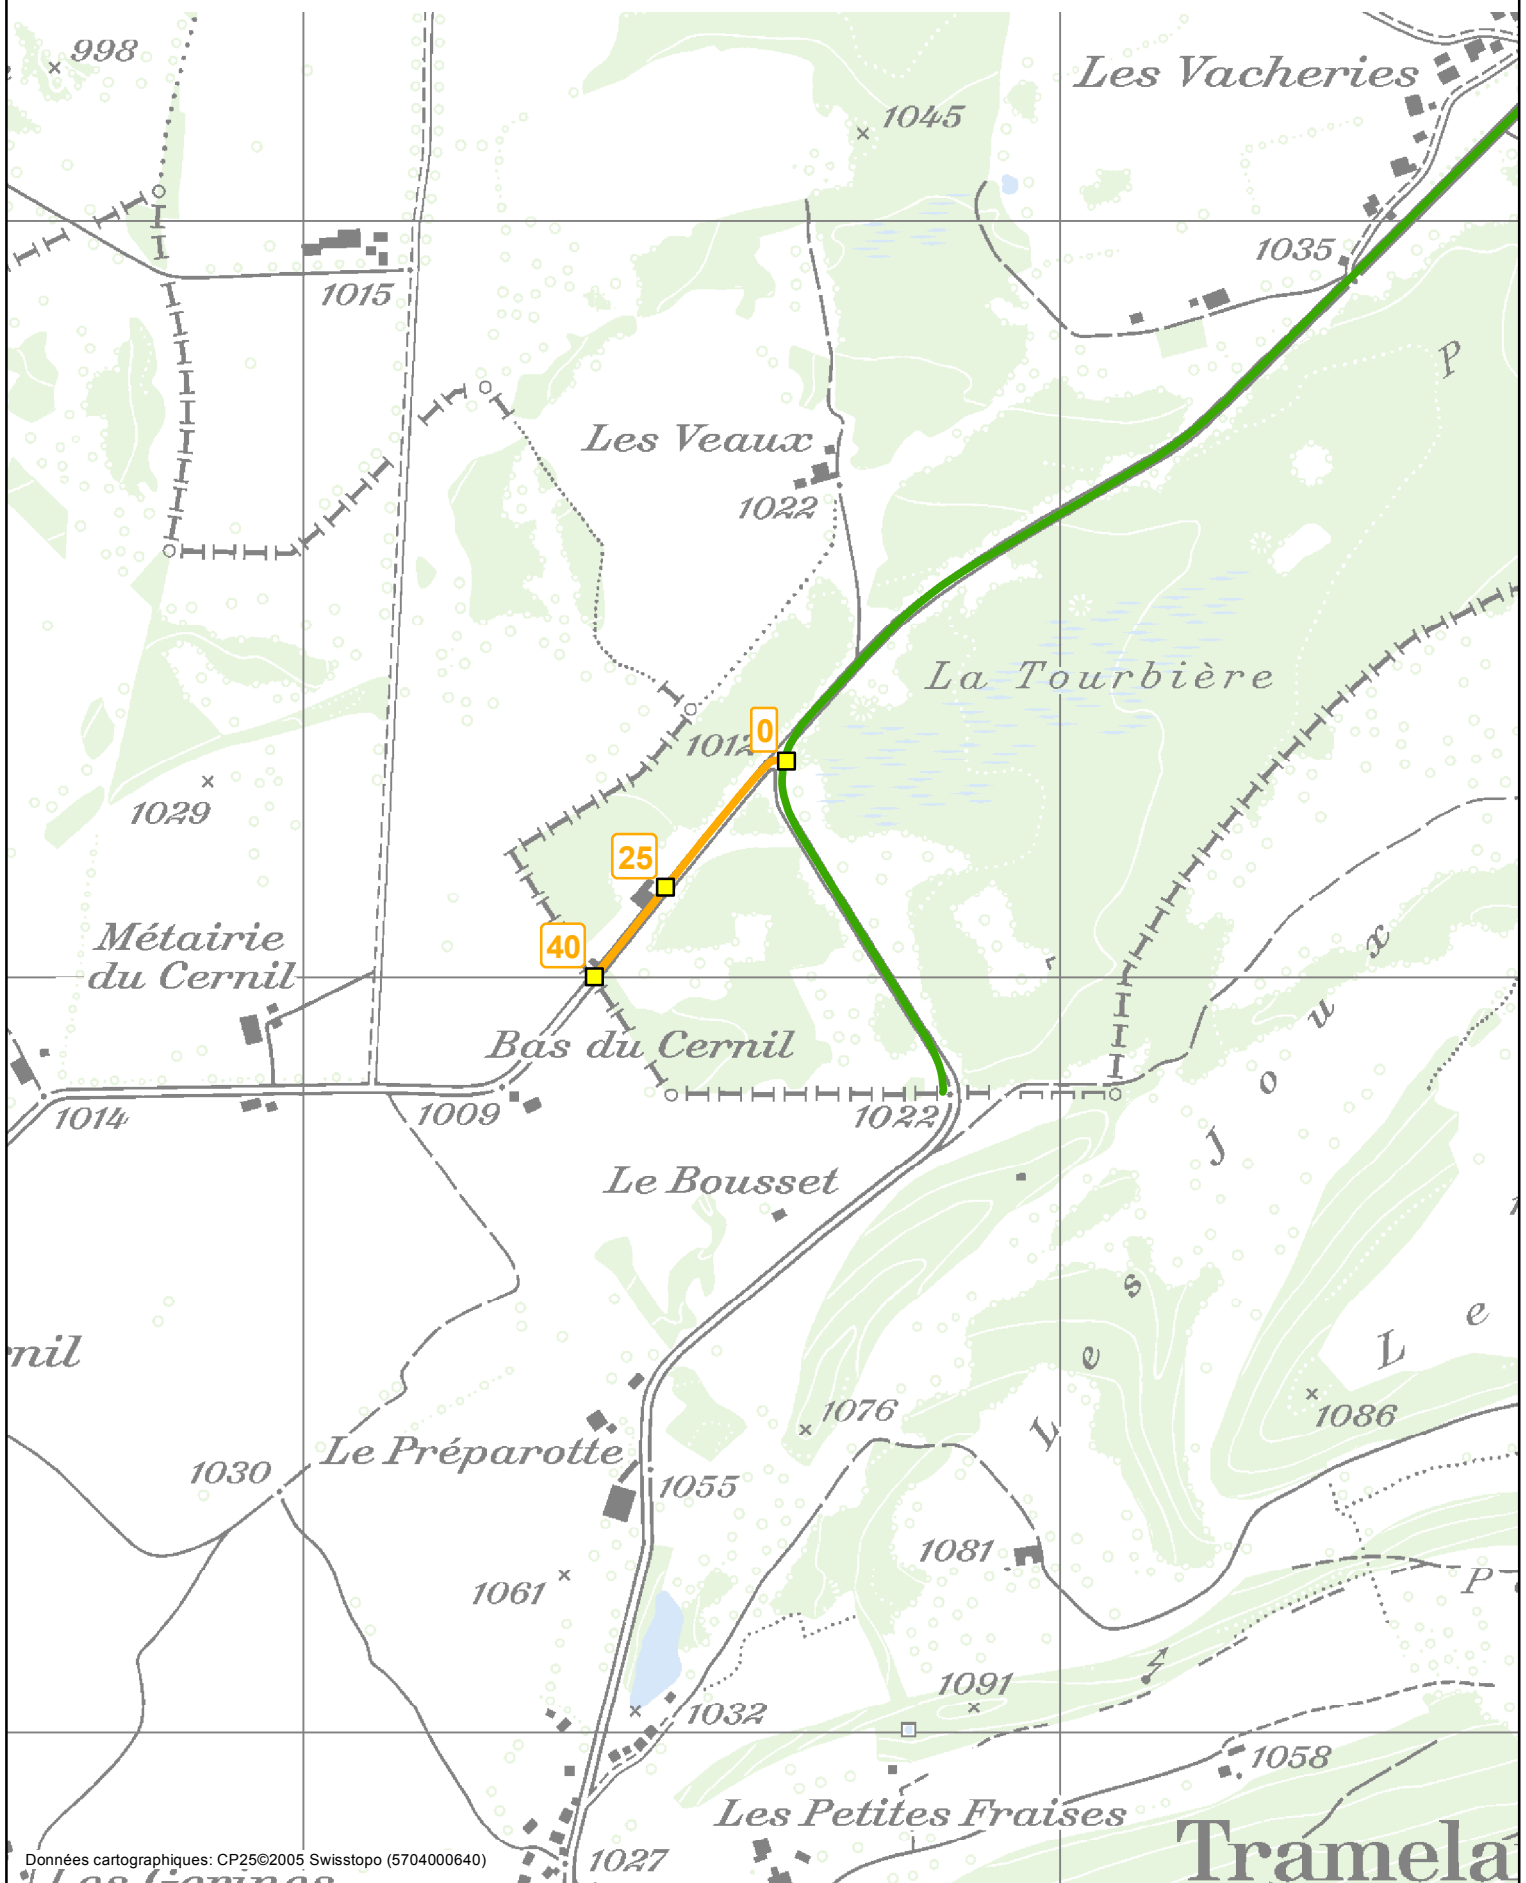 998
Les Vacheries
1045
1035
1015
P
Les Veaux
1022
La Tourbière
0
1012
1029
25
40
Métairie
du Cernil
x
u
Bas du Cernil
o
1014
1009
1022
J
Le Bousset
s
e
nil
e
L
1076
1086
L
Le Préparotte
1030
1055
1081
P
1061
1091
1032
1058
Les Petites Fraises
Tramela
Données cartographiques: CP25©2005 Swisstopo (5704000640)
1027